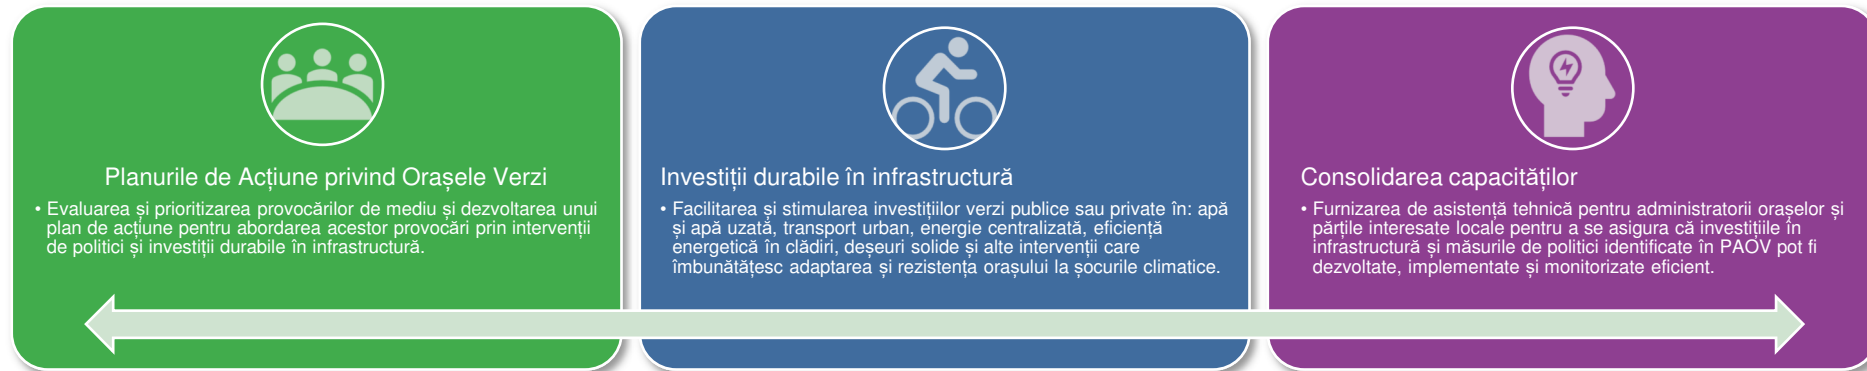 Planurile de Acțiune privind Orașele Verzi
• Evaluarea și prioritizarea provocărilor de mediu și dezvoltarea unui
plan de acțiune pentru abordarea acestor provocări prin intervenții
de politici și investiții durabile în infrastructură.
Investiții durabile în infrastructură
• Facilitarea și stimularea investițiilor verzi publice sau private în: apă
și apă uzată, transport urban, energie centralizată, eficiență
energetică în clădiri, deșeuri solide și alte intervenții care
îmbunătățesc adaptarea și rezistența orașului la șocurile climatice.
Consolidarea capacităților
• Furnizarea de asistență tehnică pentru administratorii orașelor și
părțile interesate locale pentru a se asigura că investițiile în
infrastructură și măsurile de politici identificate în PAOV pot fi
dezvoltate, implementate și monitorizate eficient.